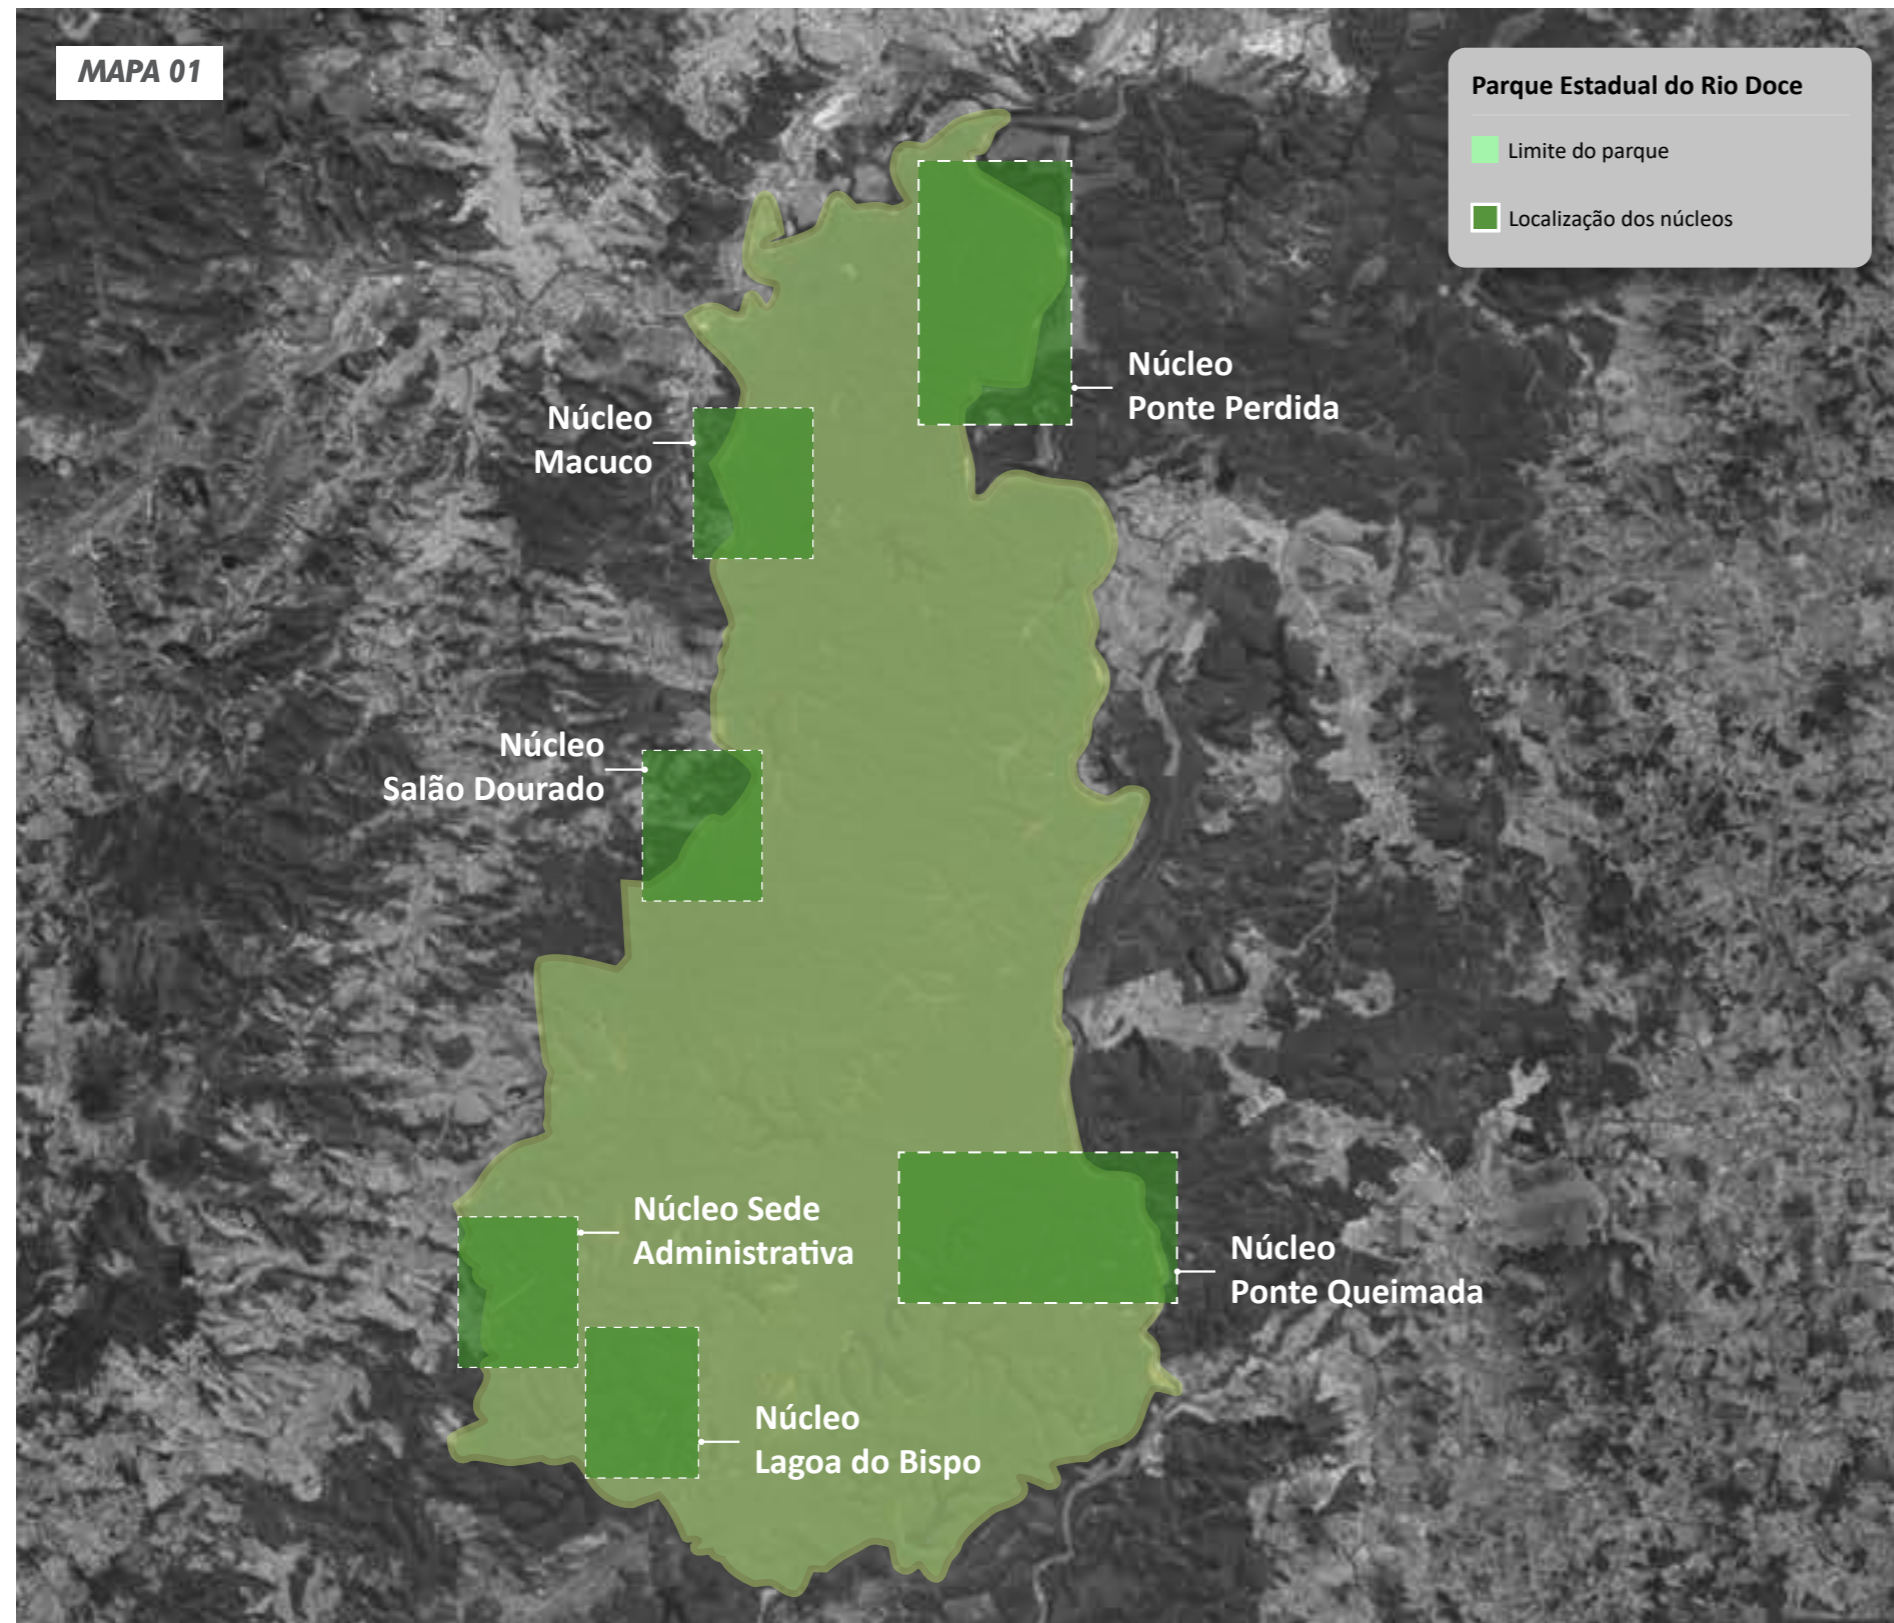 MAPA 01
Parque Estadual do Rio Doce
Limite do parque
Localização dos núcleos
Núcleo
Ponte Perdida
Núcleo
Macuco
Núcleo
Salão Dourado
Núcleo Sede
Administrativa
Núcleo
Ponte Queimada
Núcleo
Lagoa do Bispo